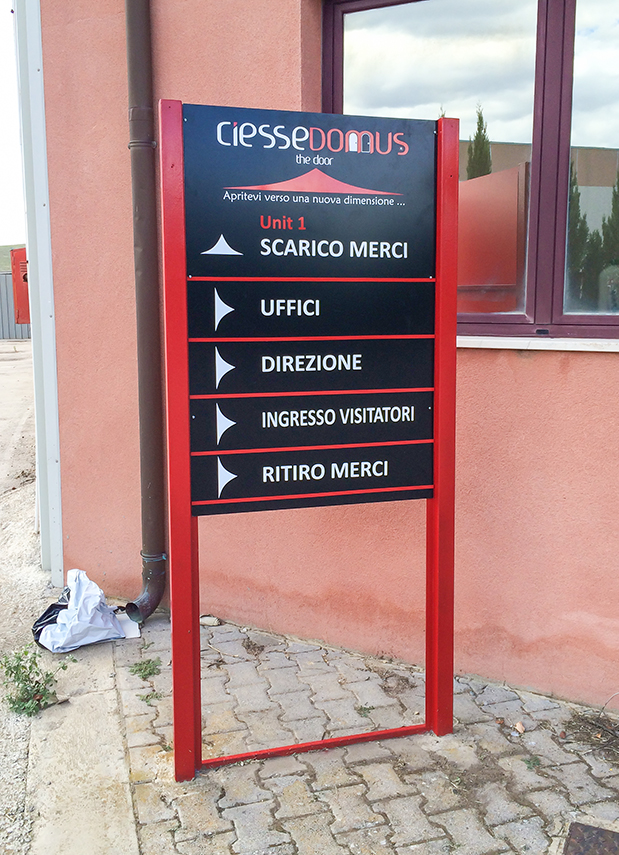 CIESSEDOMUS
the door
Apritevi verso una nuova dimensione ...
Unit 1
SCARICO MERCI
UFFICI
DIREZIONE
INGRESSO VISITATORI
RITIRO MERCI